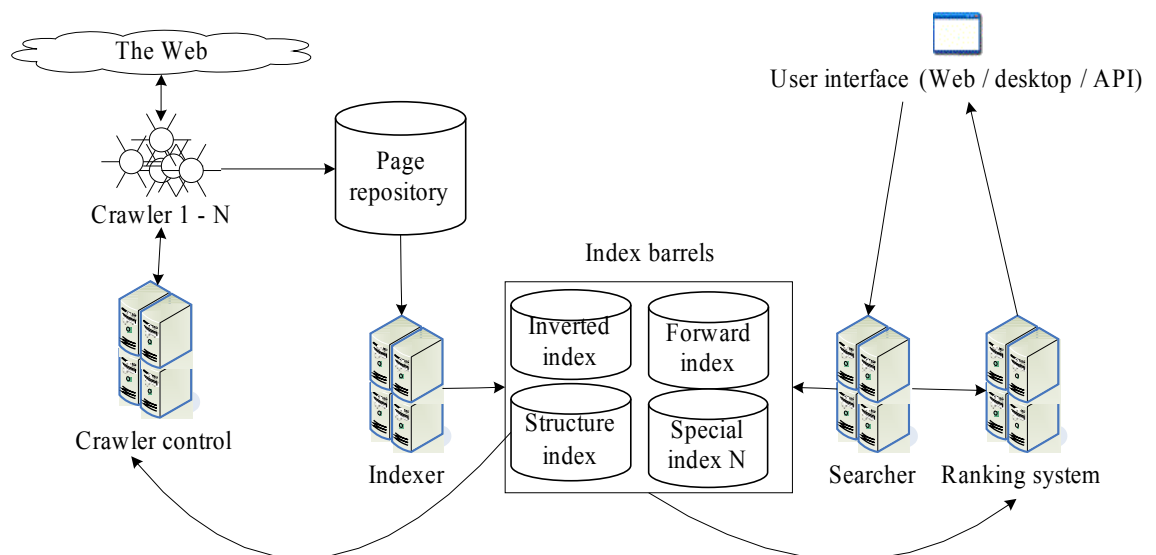 The Web
User interface (Web / desktop / API)
Page
repository
Crawler 1 - N
Index barrels
Inverted
index
Forward
index
Structure
index
Special
index N
Crawler control
Indexer
Searcher
Ranking system